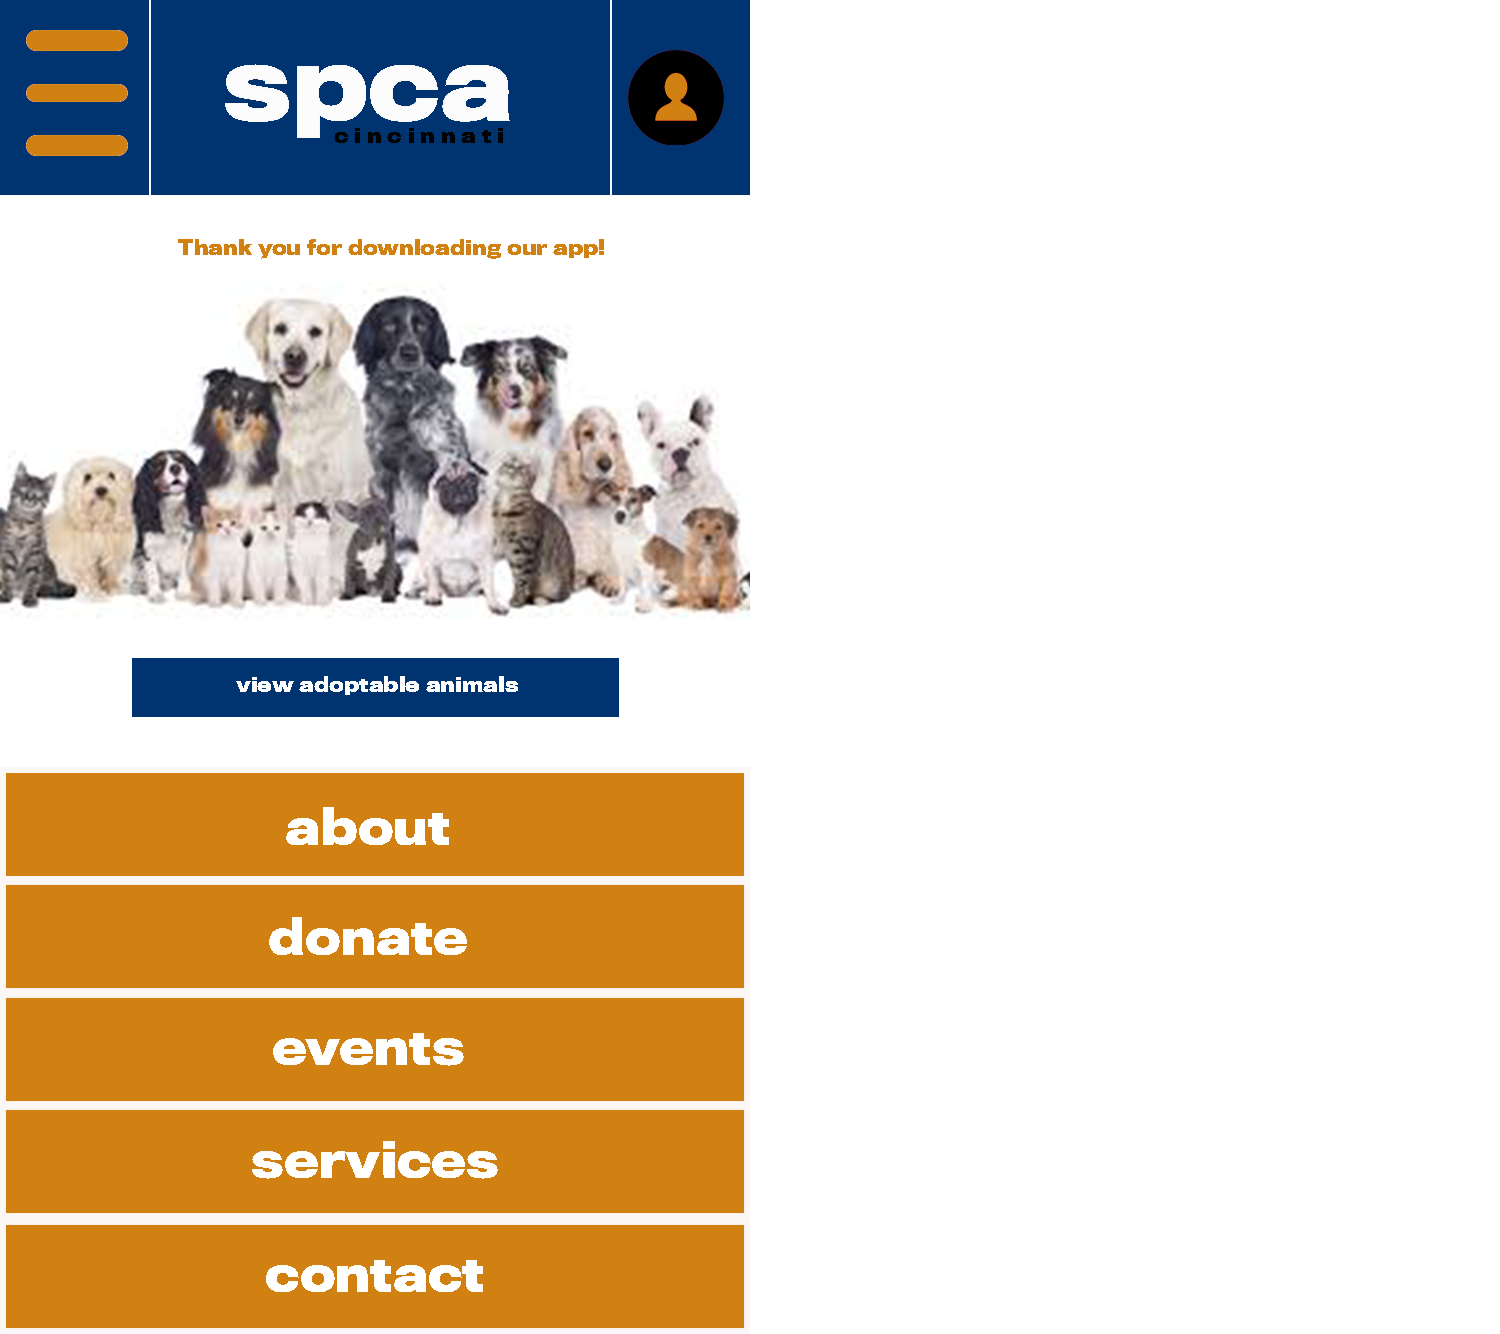 spca
cincinnati
Thank you for downloading our app!
view adoptable animals
about
donate
events
services
contact